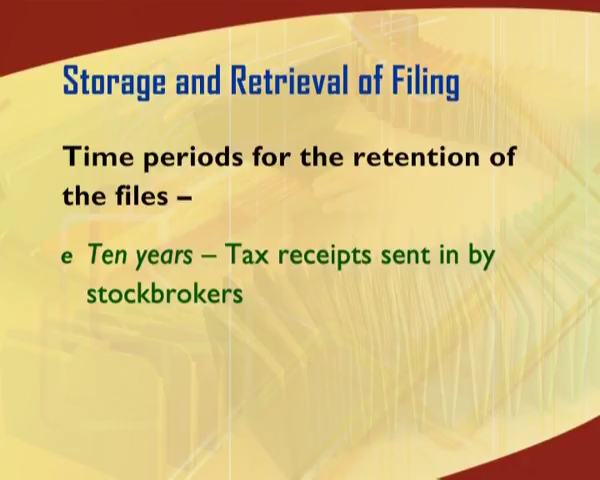 Storage and Retrieval of Filing
Time periods for the retention of
the files –
e Ten years – Tax receipts sent in by
stockbrokers